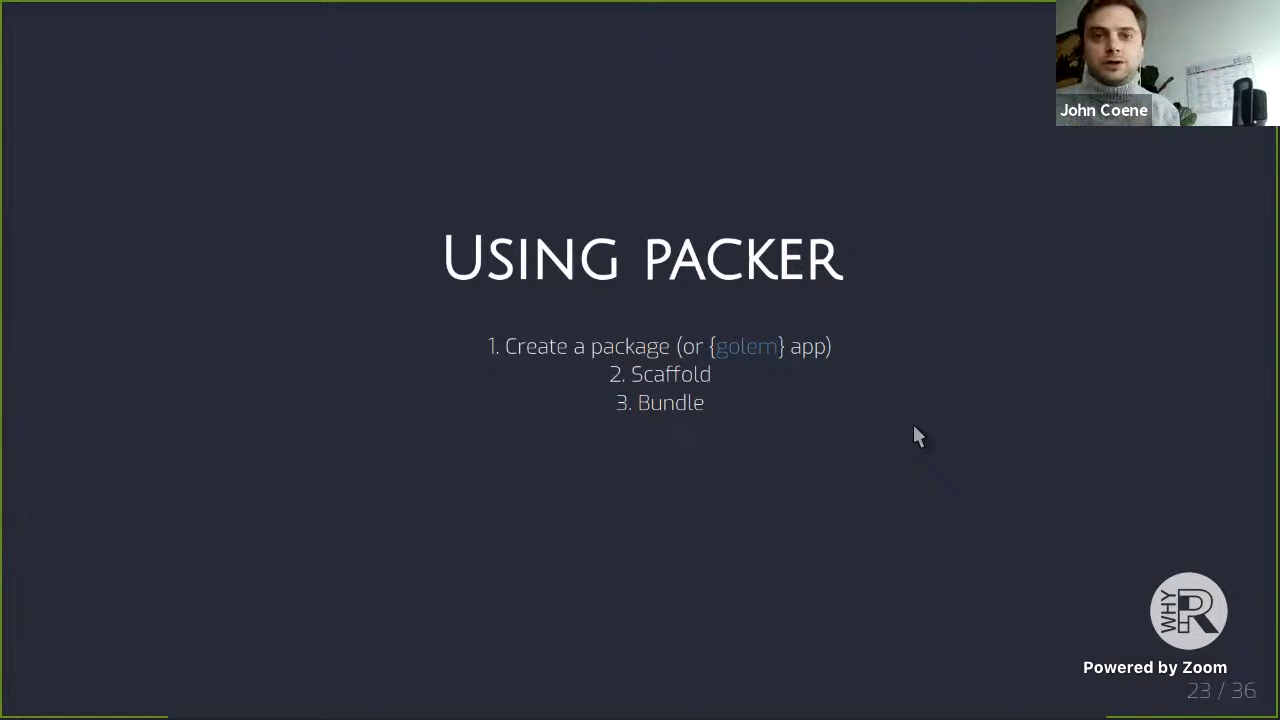 John Coene
Using packer
1. Create a package (or {golem} app)
2. Scaffold
3. Bundle
WHY R
Powered by Zoom
23 / 36